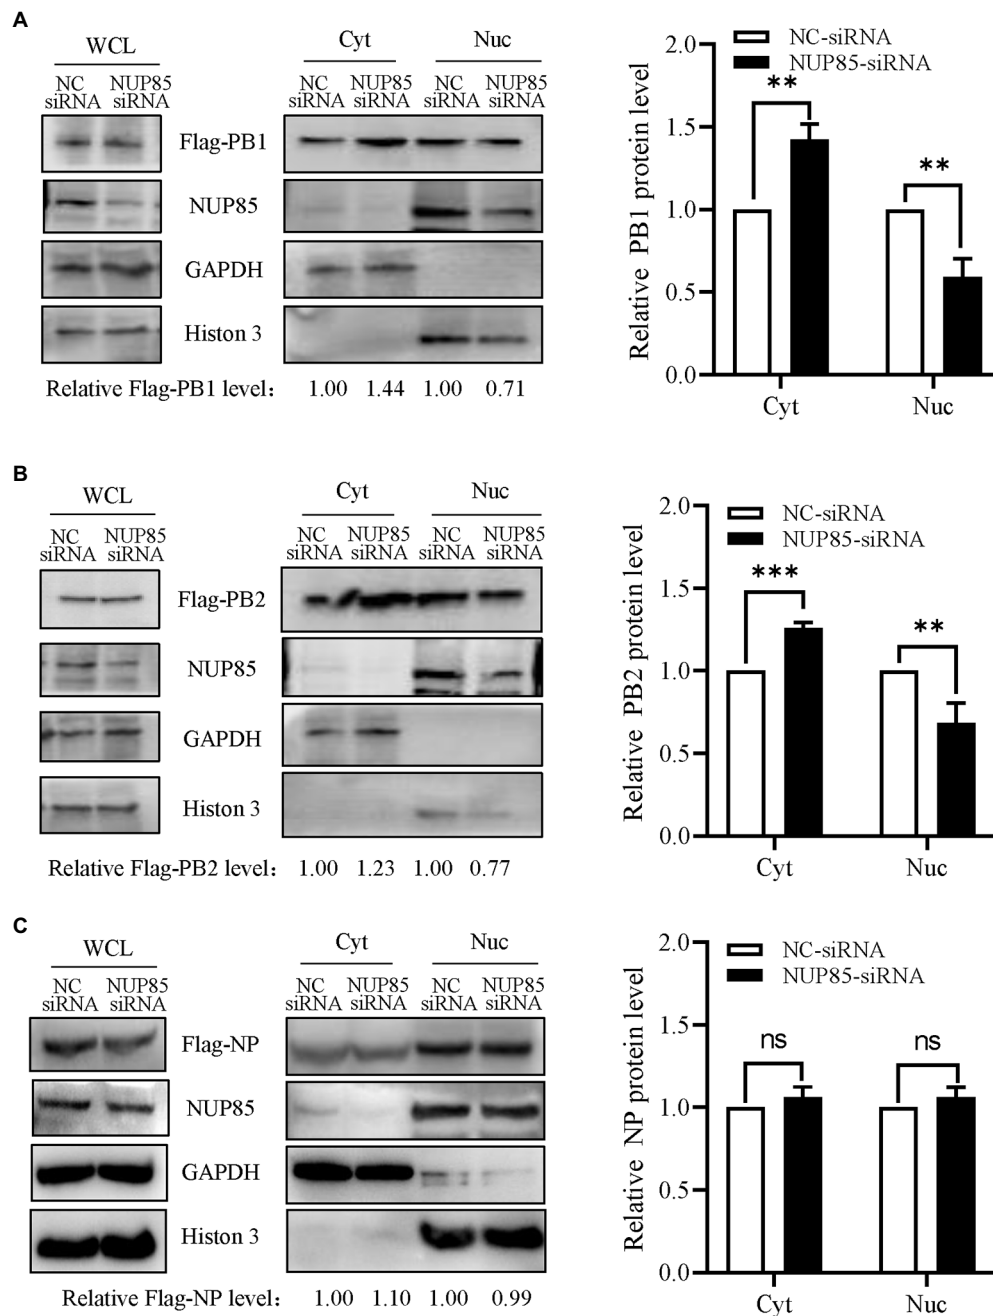 A
WCL
Cyt
Nuc
NC siRNA
NUP85 siRNA
NC siRNA
NUP85 siRNA
NC siRNA
NUP85 siRNA
Flag-PB1
NUP85
GAPDH
Histon 3
Relative Flag-PB1 level: 1.00 1.44 1.00 0.71
NC-siRNA
NUP85-siRNA
Relative PB1 protein level
2.0
1.5
1.0
0.5
0.0
**
**
Cyt
Nuc
B
WCL
Cyt
Nuc
NC siRNA
NUP85 siRNA
NC siRNA
NUP85 siRNA
NC siRNA
NUP85 siRNA
Flag-PB2
NUP85
GAPDH
Histon 3
Relative Flag-PB2 level: 1.00 1.23 1.00 0.77
NC-siRNA
NUP85-siRNA
Relative PB2 protein level
2.0
1.5
1.0
0.5
0.0
***
**
Cyt
Nuc
C
WCL
Cyt
Nuc
NC siRNA
NUP85 siRNA
NC siRNA
NUP85 siRNA
NC siRNA
NUP85 siRNA
Flag-NP
NUP85
GAPDH
Histon 3
Relative Flag-NP level: 1.00 1.10 1.00 0.99
NC-siRNA
NUP85-siRNA
Relative NP protein level
2.0
1.5
1.0
0.5
0.0
ns
ns
Cyt
Nuc